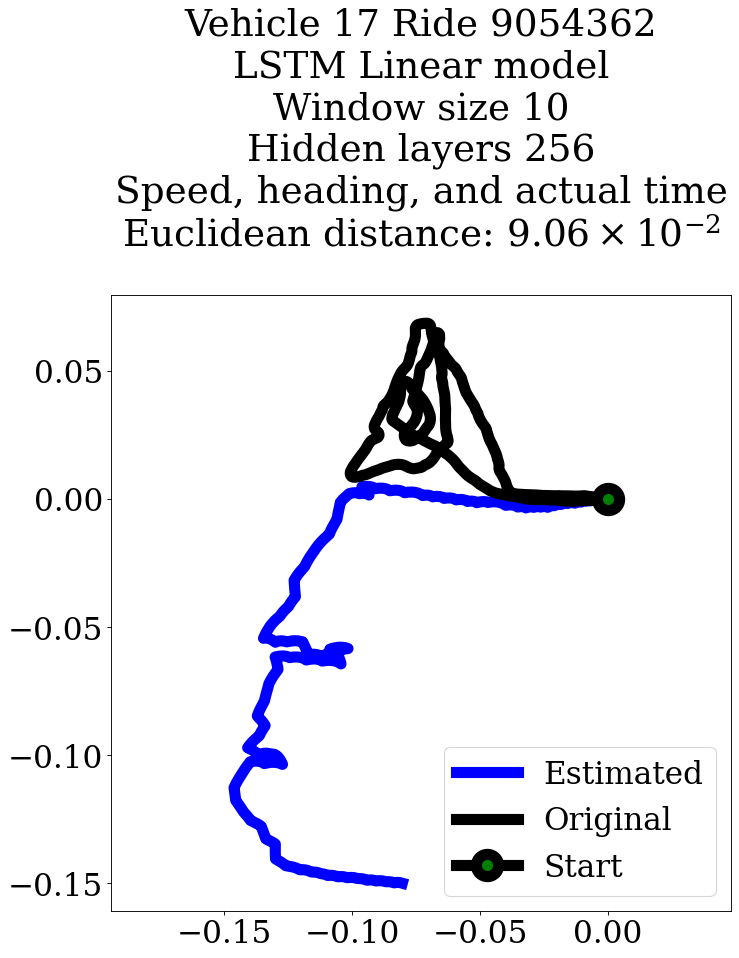 Vehicle 17 Ride 9054362
LSTM Linear model
Window size 10
Hidden layers 256
Speed, heading, and actual time
Euclidean distance: 9.06 × 10⁻²
0.05
0.00
−0.05
−0.10
−0.15
Estimated
Original
Start
−0.15 −0.10 −0.05 0.00